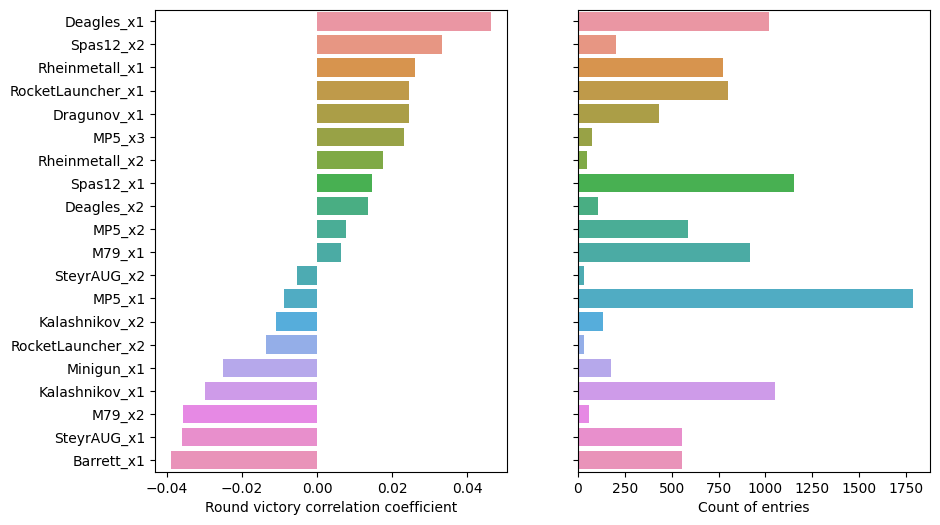 Deagles_x1
Spas12_x2
Rheinmetall_x1
RocketLauncher_x1
Dragunov_x1
MP5_x3
Rheinmetall_x2
Spas12_x1
Deagles_x2
MP5_x2
M79_x1
SteyrAUG_x2
MP5_x1
Kalashnikov_x2
RocketLauncher_x2
Minigun_x1
Kalashnikov_x1
M79_x2
SteyrAUG_x1
Barrett_x1
−0.04 −0.02 0.00 0.02 0.04
Round victory correlation coefficient
0 250 500 750 1000 1250 1500 1750
Count of entries